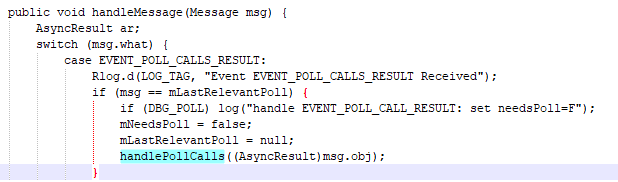 public void handleMessage(Message msg) {
AsyncResult ar;
switch (msg.what) {
case EVENT_POLL_CALLS_RESULT:
Rlog.d(LOG_TAG, "Event EVENT_POLL_CALLS_RESULT Received");
if (msg == mLastRelevantPoll) {
if (DBG_POLL) log("handle EVENT_POLL_CALL_RESULT: set needsPoll=F");
mNeedsPoll = false;
mLastRelevantPoll = null;
handlePollCalls((AsyncResult)msg.obj);
}